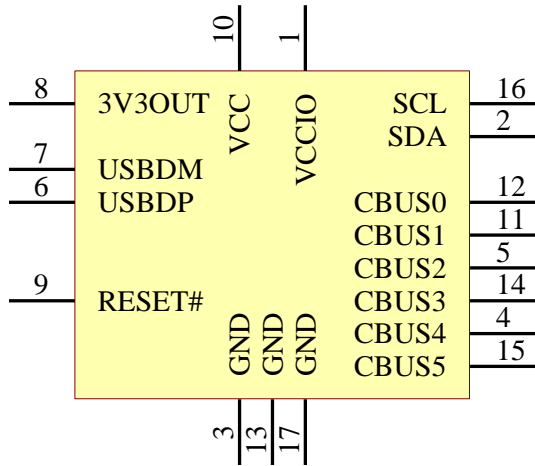 10 1
8 3V3OUT VCC VCCIO SCL 16
SDA 2
7 USBDM
6 USBDP CBUS0 12
CBUS1 11
CBUS2 5
9 RESET# CBUS3 14
GND GND GND CBUS4 4
CBUS5 15
3 13 17